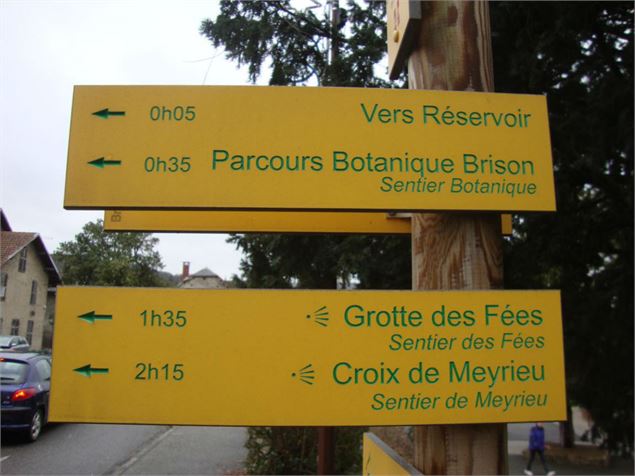 ← 0h05 Vers Réservoir
← 0h35 Parcours Botanique Brison
Sentier Botanique
← 1h35 Grotte des Fées
Sentier des Fées
← 2h15 Croix de Meyrieu
Sentier de Meyrieu